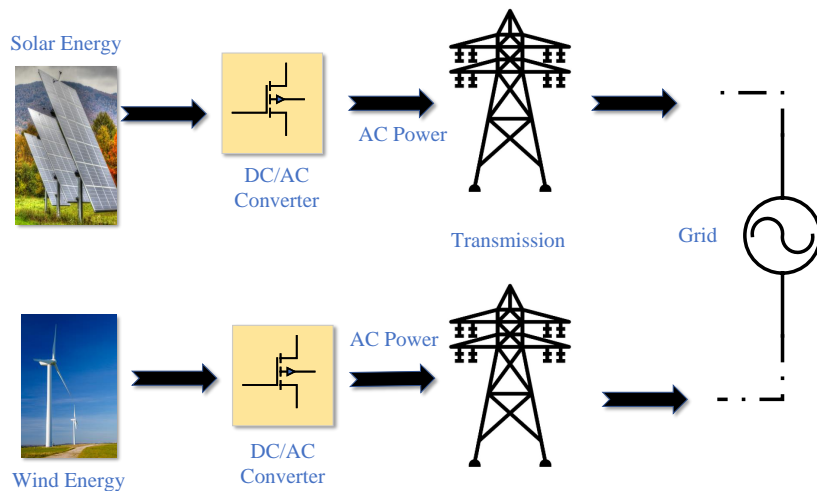 Solar Energy
AC Power
DC/AC
Converter
Transmission
Grid
AC Power
DC/AC
Converter
Wind Energy